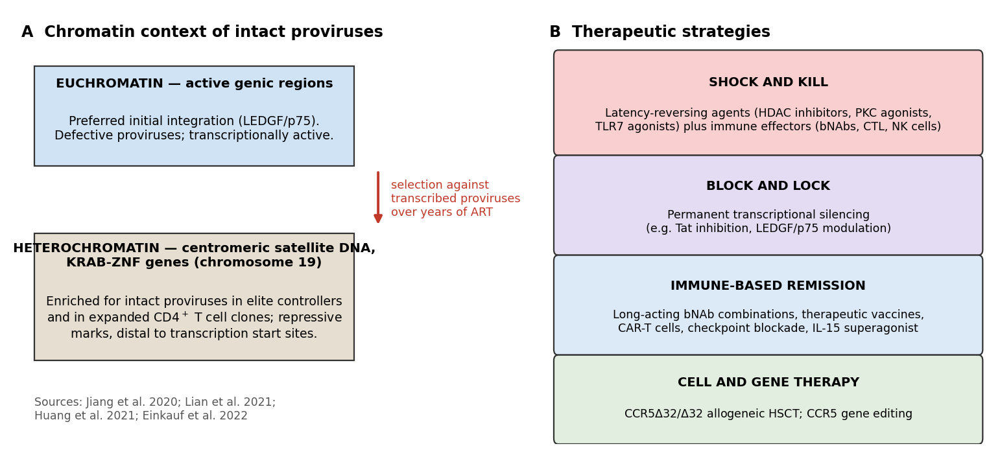 A  Chromatin context of intact proviruses
EUCHROMATIN — active genic regions
Preferred initial integration (LEDGF/p75).
Defective proviruses; transcriptionally active.
selection against
transcribed proviruses
over years of ART
HETEROCHROMATIN — centromeric satellite DNA,
KRAB-ZNF genes (chromosome 19)
Enriched for intact proviruses in elite controllers
and in expanded CD4⁺ T cell clones; repressive
marks, distal to transcription start sites.
Sources: Jiang et al. 2020; Lian et al. 2021;
Huang et al. 2021; Einkauf et al. 2022
B  Therapeutic strategies
SHOCK AND KILL
Latency-reversing agents (HDAC inhibitors, PKC agonists,
TLR7 agonists) plus immune effectors (bNAbs, CTL, NK cells)
BLOCK AND LOCK
Permanent transcriptional silencing
(e.g. Tat inhibition, LEDGF/p75 modulation)
IMMUNE-BASED REMISSION
Long-acting bNAb combinations, therapeutic vaccines,
CAR-T cells, checkpoint blockade, IL-15 superagonist
CELL AND GENE THERAPY
CCR5Δ32/Δ32 allogeneic HSCT; CCR5 gene editing